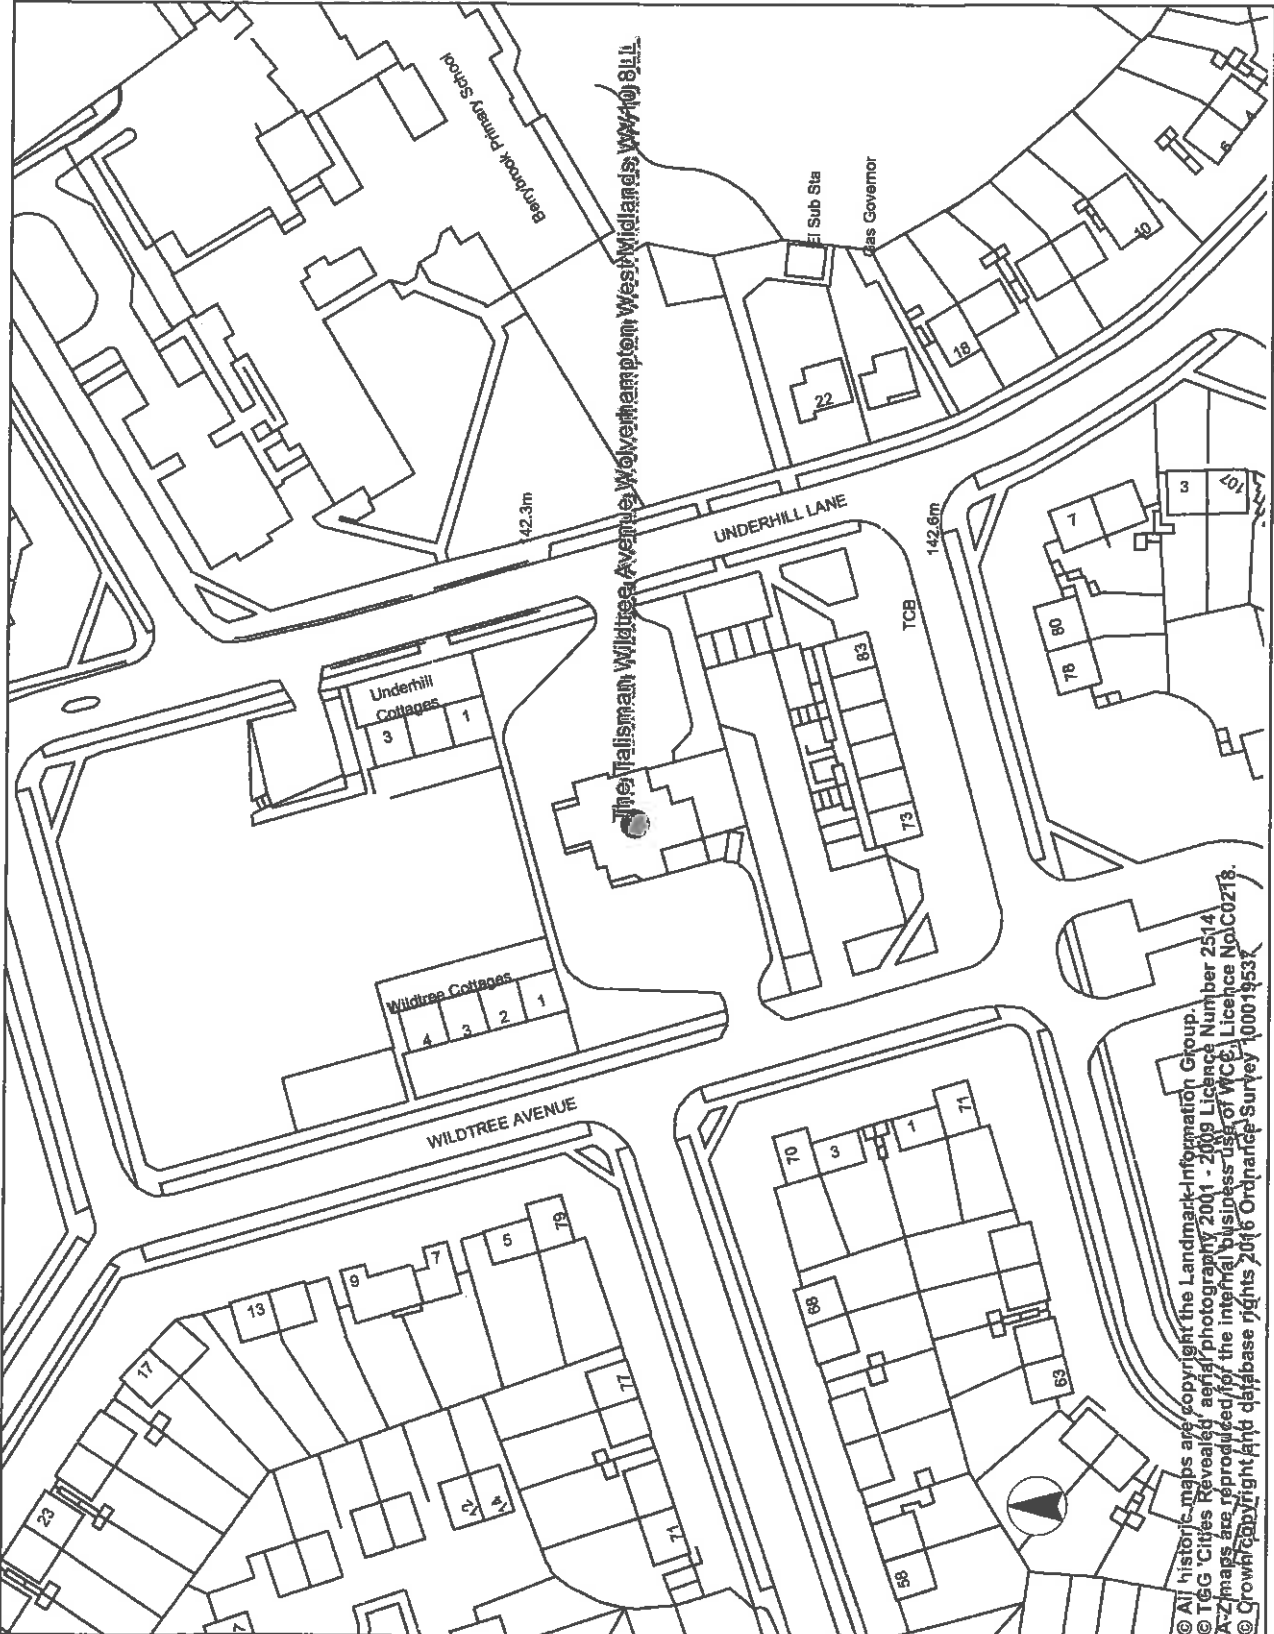 Berrybrook Primary School
The Talisman Wildtree Avenue Wolverhampton West Midlands WV10 8LL
El Sub Sta
Gas Governor
4
6
10
18
22
142.3m
UNDERHILL LANE
142.6m
TCB
Underhill
Cottages
3
1
83
73
7
3
107
80
78
Wildtree Cottages
4
3
2
1
WILDTREE AVENUE
70
3
1
71
79
5
7
9
13
17
23
68
77
63
72
74
71
58
© All historic maps are copyright the Landmark Information Group.
© TGG 'Cities Revealed' aerial photography 2001 - 2009 Licence Number 2514
A-Z maps are reproduced for the internal business use of WCC, Licence No.C0218.
© Crown copyright and database rights 2016 Ordnance Survey 100019537